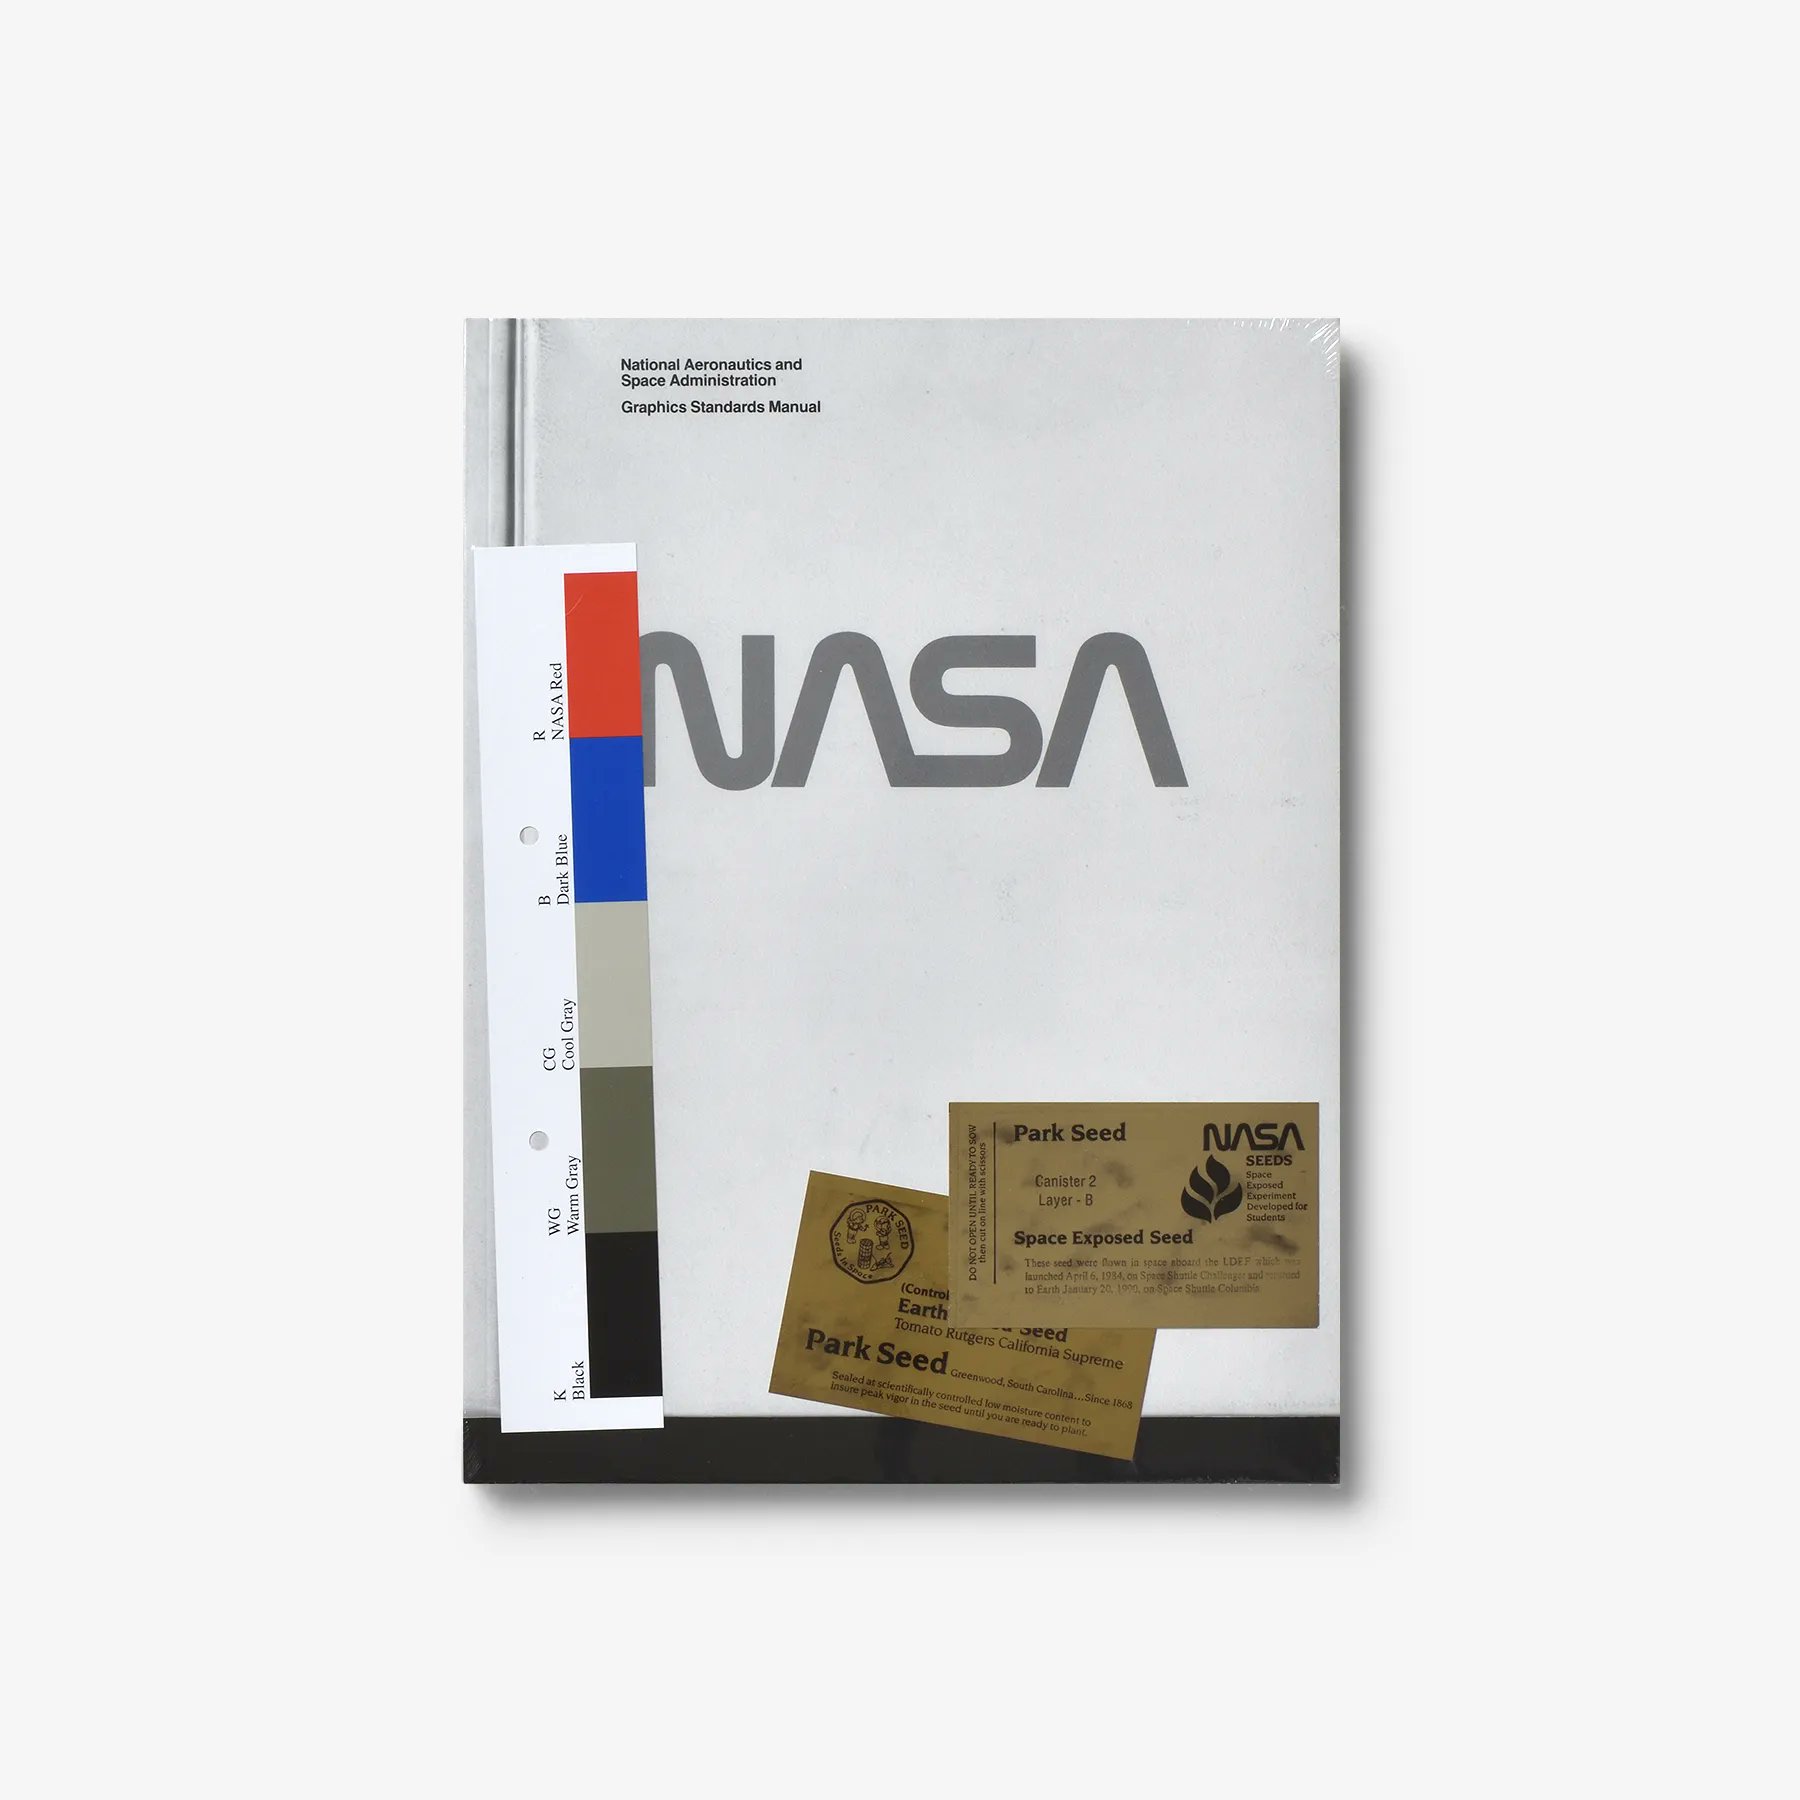 National Aeronautics and
Space Administration
Graphics Standards Manual
NASA
R
NASA Red
B
Dark Blue
CG
Cool Gray
WG
Warm Gray
K
Black
DO NOT OPEN UNTIL READY TO SOW
then cut on line with scissors
Park Seed
Canister 2
Layer - B
NASA
SEEDS
Space
Exposed
Experiment
Developed for
Students
Space Exposed Seed
These seed were flown in space aboard the LDEF which was
launched April 6, 1984, on Space Shuttle Challenger and returned
to Earth January 20, 1990, on Space Shuttle Columbia
PARK SEED
Seeds In Space
(Control
Earth Seed
Tomato Rutgers California Supreme
Park Seed Greenwood, South Carolina...Since 1868
Sealed at scientifically controlled low moisture content to
insure peak vigor in the seed until you are ready to plant.